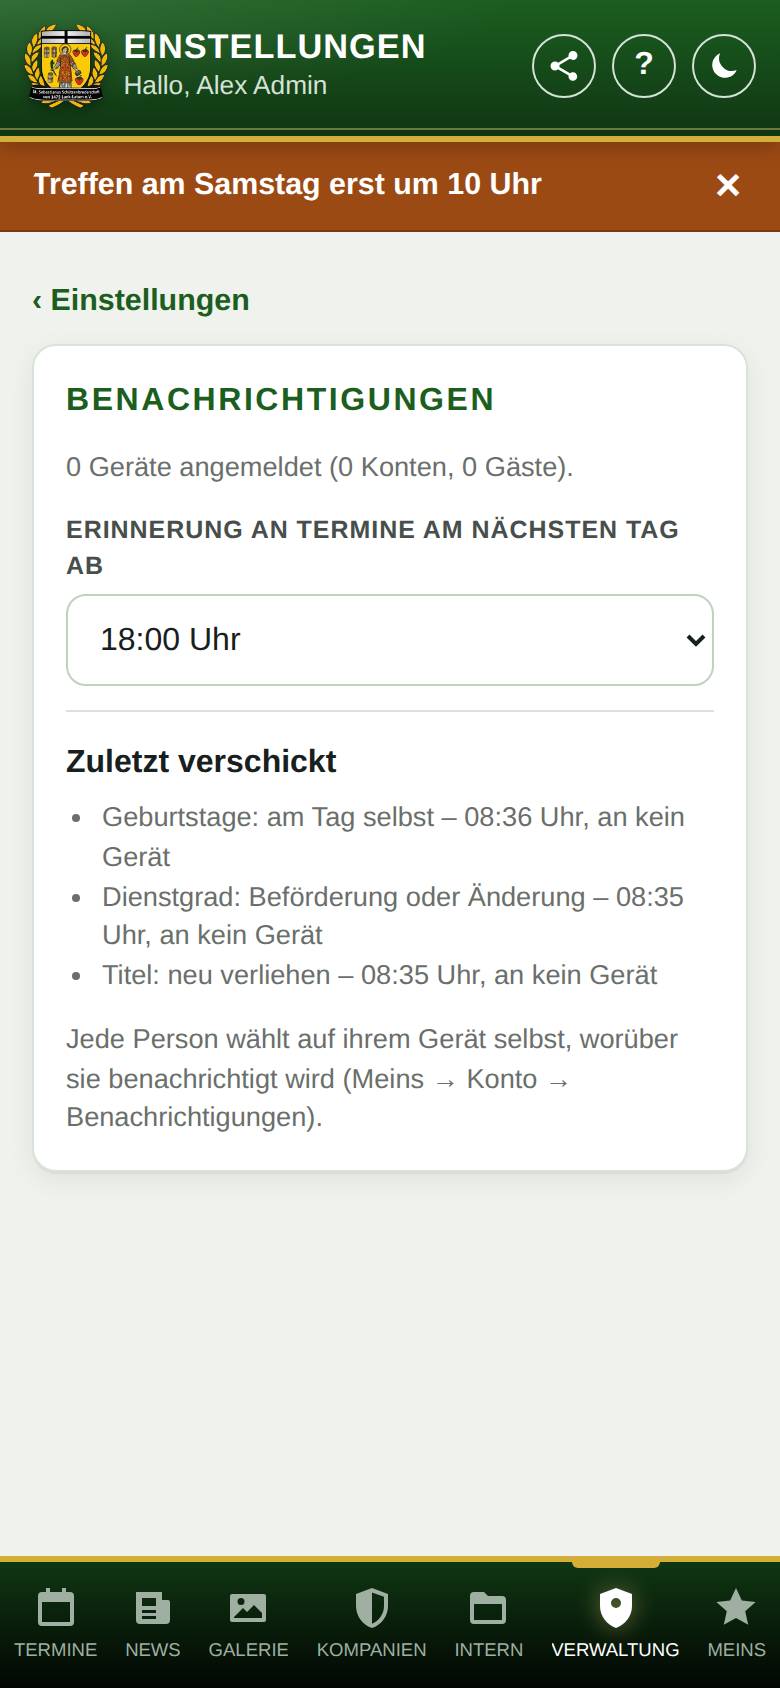 EINSTELLUNGEN
Hallo, Alex Admin
?
Treffen am Samstag erst um 10 Uhr
×
‹ Einstellungen
BENACHRICHTIGUNGEN
0 Geräte angemeldet (0 Konten, 0 Gäste).
ERINNERUNG AN TERMINE AM NÄCHSTEN TAG
AB
18:00 Uhr
Zuletzt verschickt
• Geburtstage: am Tag selbst – 08:36 Uhr, an kein
Gerät
• Dienstgrad: Beförderung oder Änderung – 08:35
Uhr, an kein Gerät
• Titel: neu verliehen – 08:35 Uhr, an kein Gerät
Jede Person wählt auf ihrem Gerät selbst, worüber
sie benachrichtigt wird (Meins → Konto →
Benachrichtigungen).
TERMINE NEWS GALERIE KOMPANIEN INTERN VERWALTUNG MEINS